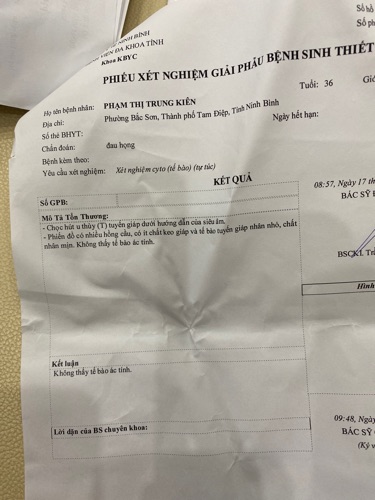 NINH BÌNH
VIỆN ĐA KHOA TỈNH
Khoa KBYC
Số hồ
Số ph
PHIẾU XÉT NGHIỆM GIẢI PHẪU BỆNH SINH THIẾT
Họ tên bệnh nhân: PHẠM THỊ TRUNG KIÊN
Tuổi: 36
Giớ
Địa chỉ: Phường Bắc Sơn, Thành phố Tam Điệp, Tỉnh Ninh Bình
Số thẻ BHYT:
Ngày hết hạn:
Chẩn đoán: đau họng
Bệnh kèm theo:
Yêu cầu xét nghiệm: Xét nghiệm cyto (tế bào) (tự túc)
KẾT QUẢ
08:57, Ngày 17 th
Số GPB:
BÁC SỸ
Mô Tả Tổn Thương:
- Chọc hút u thùy (T) tuyến giáp dưới hướng dẫn của siêu âm.
- Phiến đồ có nhiều hồng cầu, có ít chất keo giáp và tế bào tuyến giáp nhân nhỏ, chất
nhân mịn. Không thấy tế bào ác tính.
BSCKI. Tr
Hình
Kết luận
Không thấy tế bào ác tính.
09:48, Ngày
Lời dặn của BS chuyên khoa:
BÁC SỸ
(Ký v